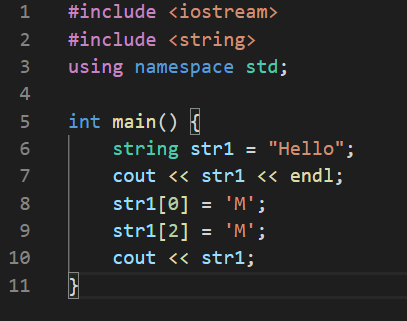 1 #include <iostream>
2 #include <string>
3 using namespace std;
4
5 int main() {
6     string str1 = "Hello";
7     cout << str1 << endl;
8     str1[0] = 'M';
9     str1[2] = 'M';
10     cout << str1;
11 }